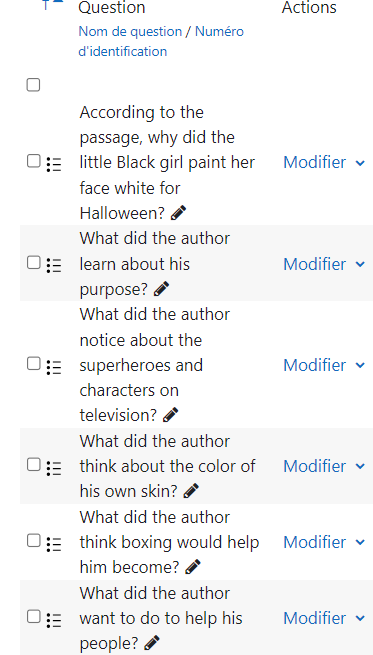 Question Actions
Nom de question / Numéro
d'identification
According to the
passage, why did the
little Black girl paint her
face white for
Halloween?
Modifier
What did the author
learn about his
purpose?
Modifier
What did the author
notice about the
superheroes and
characters on
television?
Modifier
What did the author
think about the color of
his own skin?
Modifier
What did the author
think boxing would help
him become?
Modifier
What did the author
want to do to help his
people?
Modifier